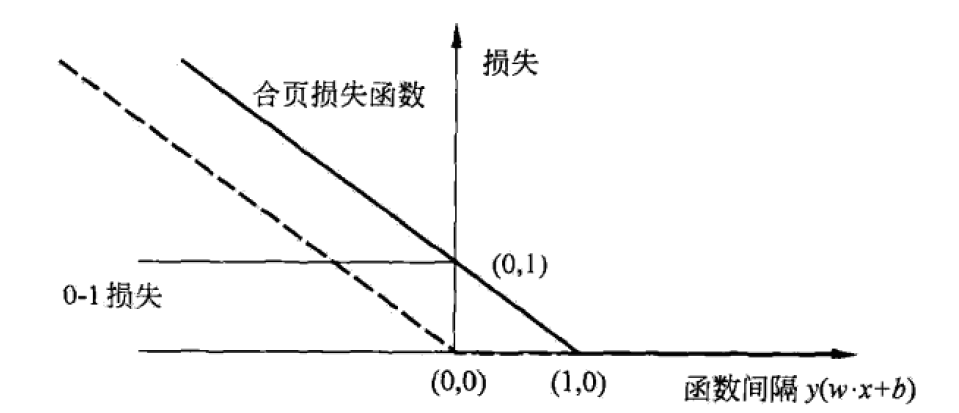 损失
合页损失函数
(0,1)
0-1损失
(0,0)
(1,0)
函数间隔 y(w·x+b)